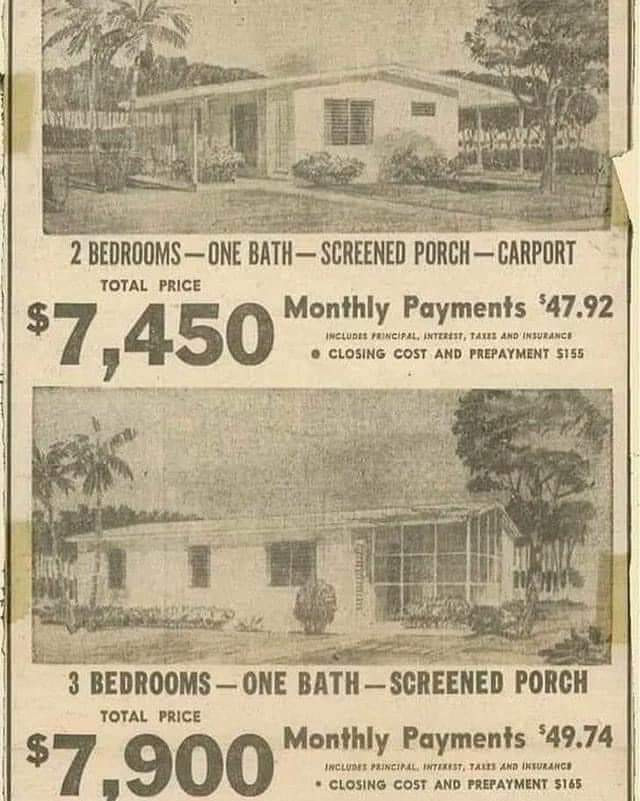 2 BEDROOMS — ONE BATH — SCREENED PORCH — CARPORT
TOTAL PRICE
$7,450
Monthly Payments $47.92
INCLUDES PRINCIPAL, INTEREST, TAXES AND INSURANCE
● CLOSING COST AND PREPAYMENT $155
3 BEDROOMS — ONE BATH — SCREENED PORCH
TOTAL PRICE
$7,900
Monthly Payments $49.74
INCLUDES PRINCIPAL, INTEREST, TAXES AND INSURANCE
• CLOSING COST AND PREPAYMENT $165